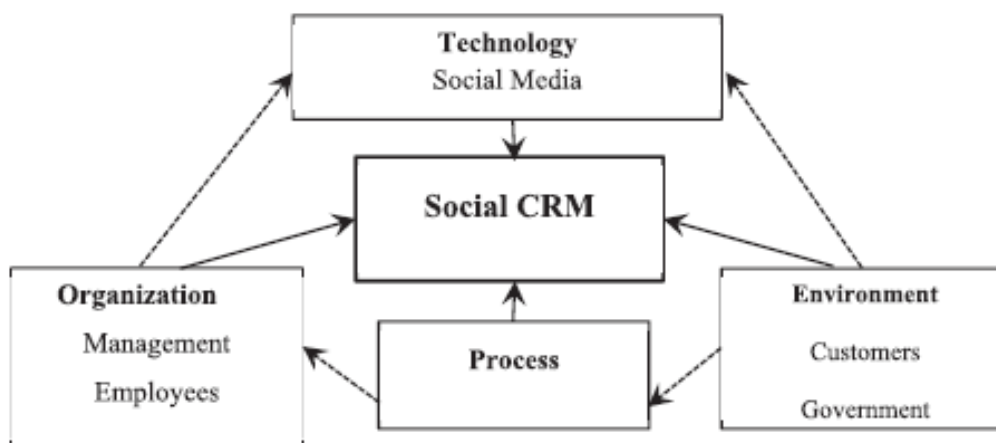 Technology
Social Media
Social CRM
Organization
Management
Employees
Process
Environment
Customers
Government